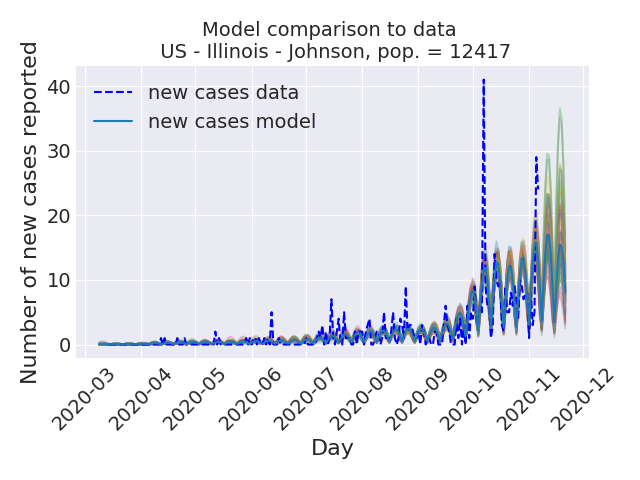 Model comparison to data
US - Illinois - Johnson, pop. = 12417
Number of new cases reported
40
30
20
10
0
new cases data
new cases model
2020-03
2020-04
2020-05
2020-06
2020-07
2020-08
2020-09
2020-10
2020-11
2020-12
Day